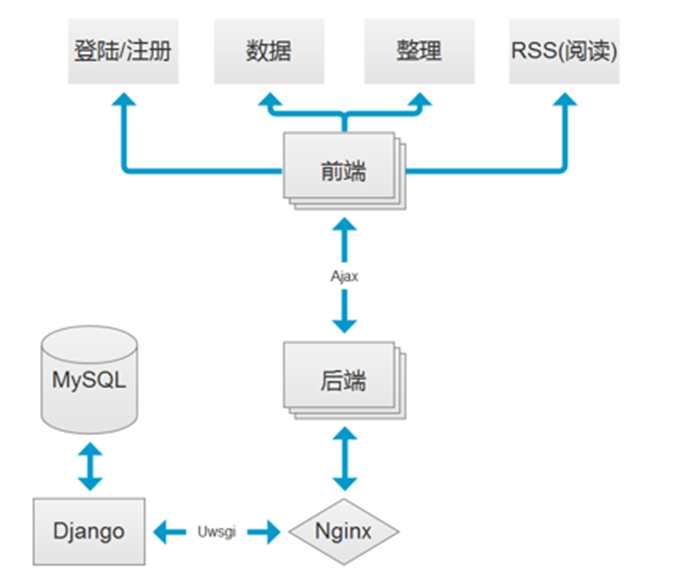 登陆/注册
数据
整理
RSS(阅读)
前端
Ajax
后端
MySQL
Django
Uwsgi
Nginx